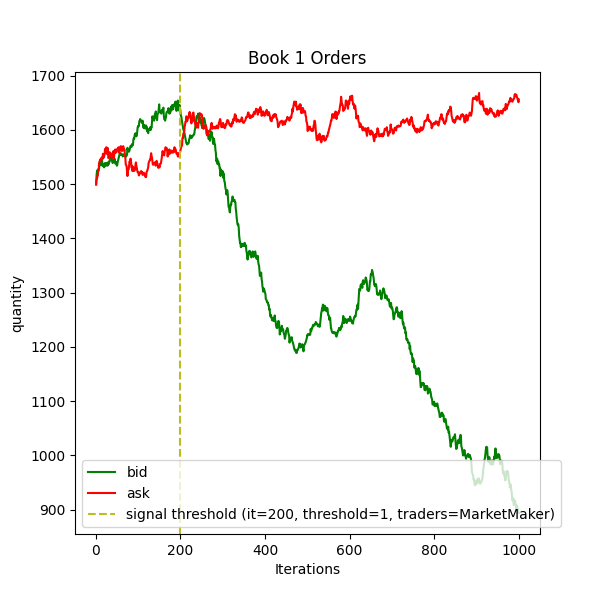 Book 1 Orders
1700
1600
1500
1400
1300
1200
1100
1000
900
quantity
bid
ask
signal threshold (it=200, threshold=1, traders=MarketMaker)
0 200 400 600 800 1000
Iterations